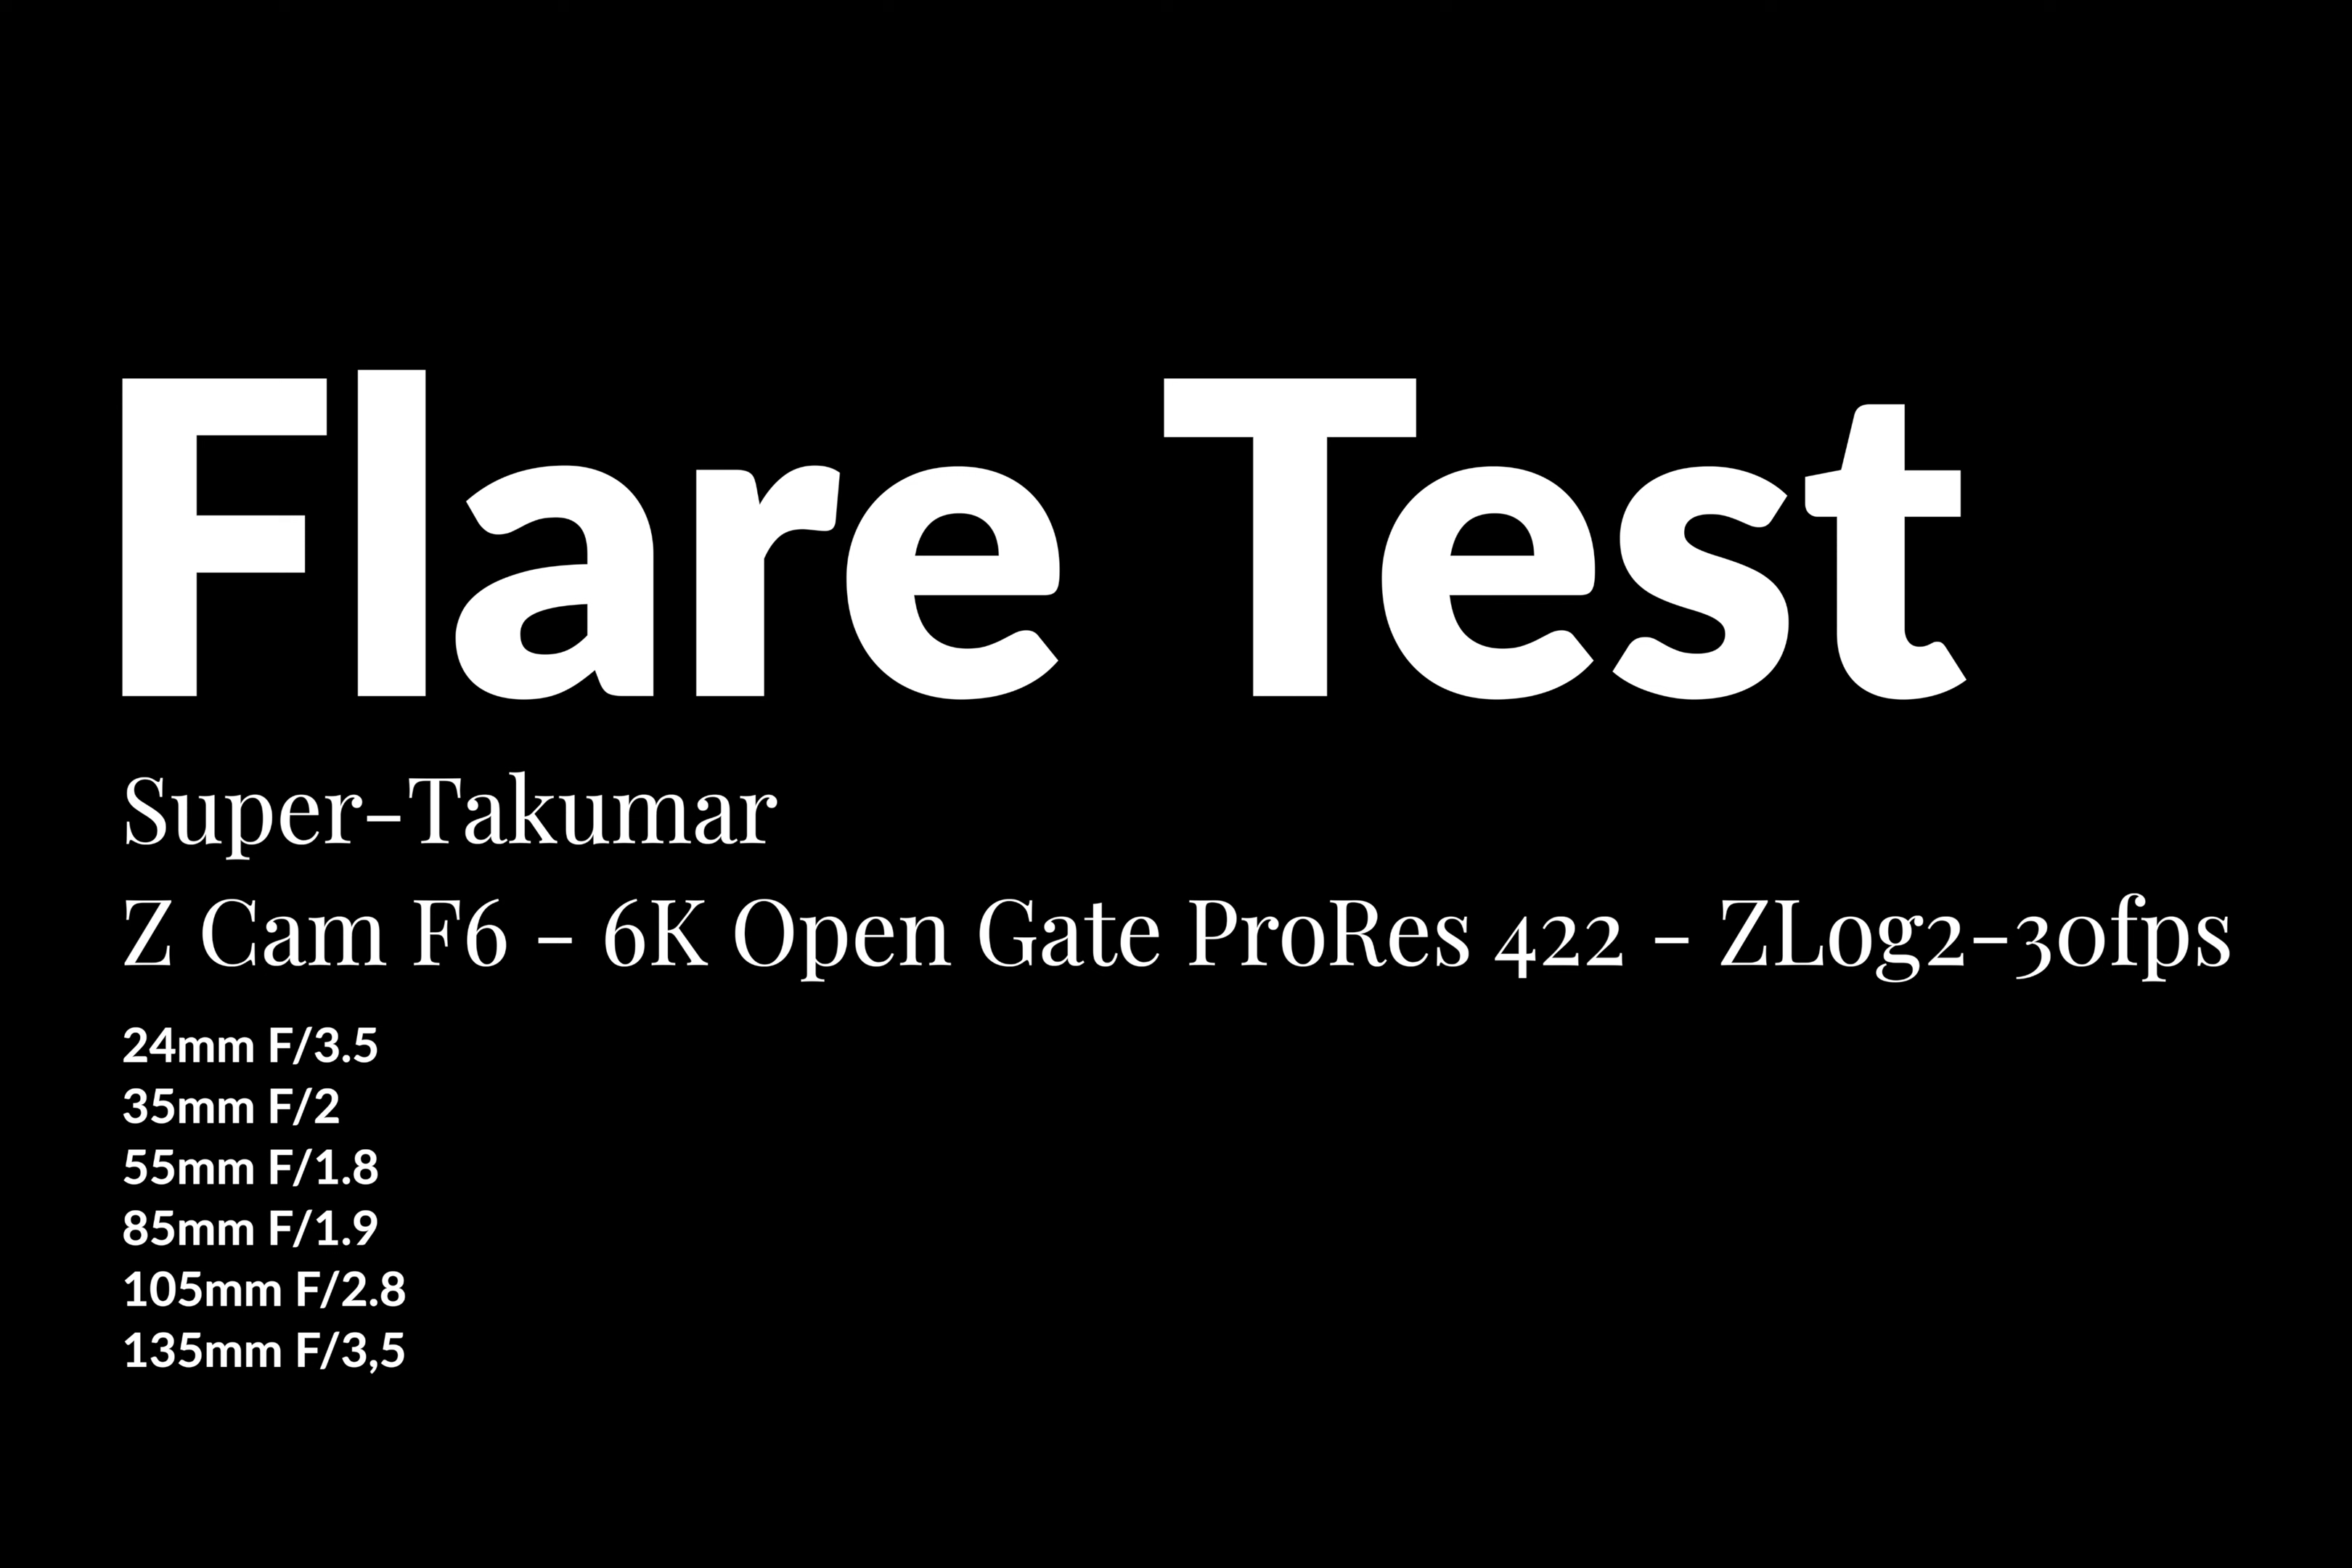 Flare Test
Super-Takumar
Z Cam F6 - 6K Open Gate ProRes 422 - ZLog2-30fps
24mm F/3.5
35mm F/2
55mm F/1.8
85mm F/1.9
105mm F/2.8
135mm F/3,5